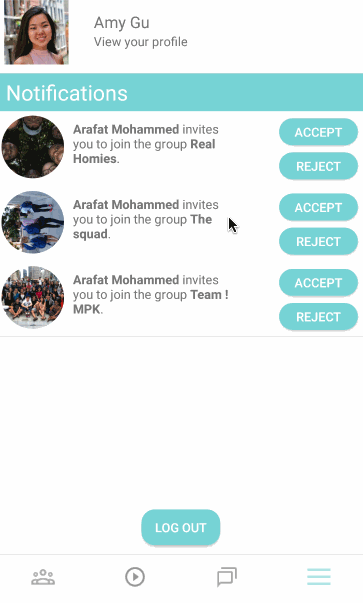 Amy Gu
View your profile
Notifications
Arafat Mohammed invites
you to join the group Real
Homies.
ACCEPT
REJECT
Arafat Mohammed invites
you to join the group The
squad.
ACCEPT
REJECT
Arafat Mohammed invites
you to join the group Team !
MPK.
ACCEPT
REJECT
LOG OUT